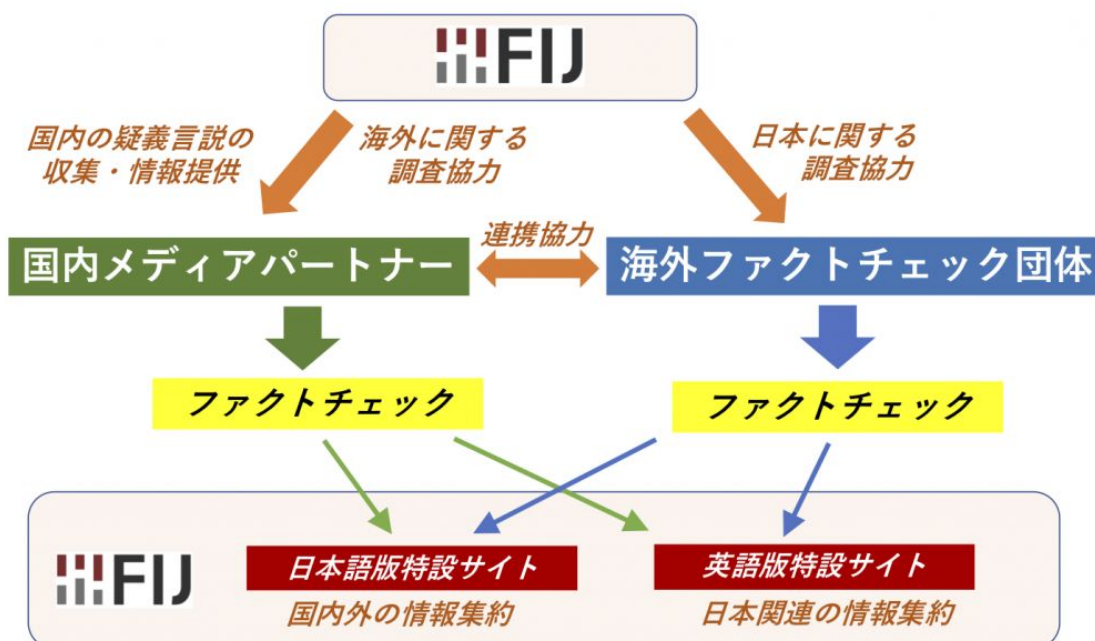 FIJ
国内の疑義言説の
収集・情報提供
海外に関する
調査協力
日本に関する
調査協力
連携協力
国内メディアパートナー
海外ファクトチェック団体
ファクトチェック
ファクトチェック
FIJ
日本語版特設サイト
英語版特設サイト
国内外の情報集約
日本関連の情報集約